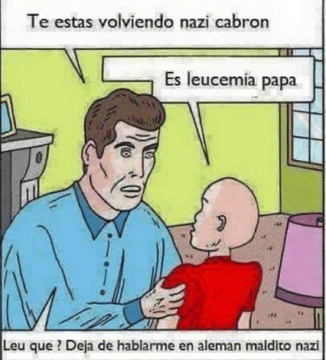 Te estas volviendo nazi cabron
Es leucemia papa
Leu que ? Deja de hablarme en aleman maldito nazi